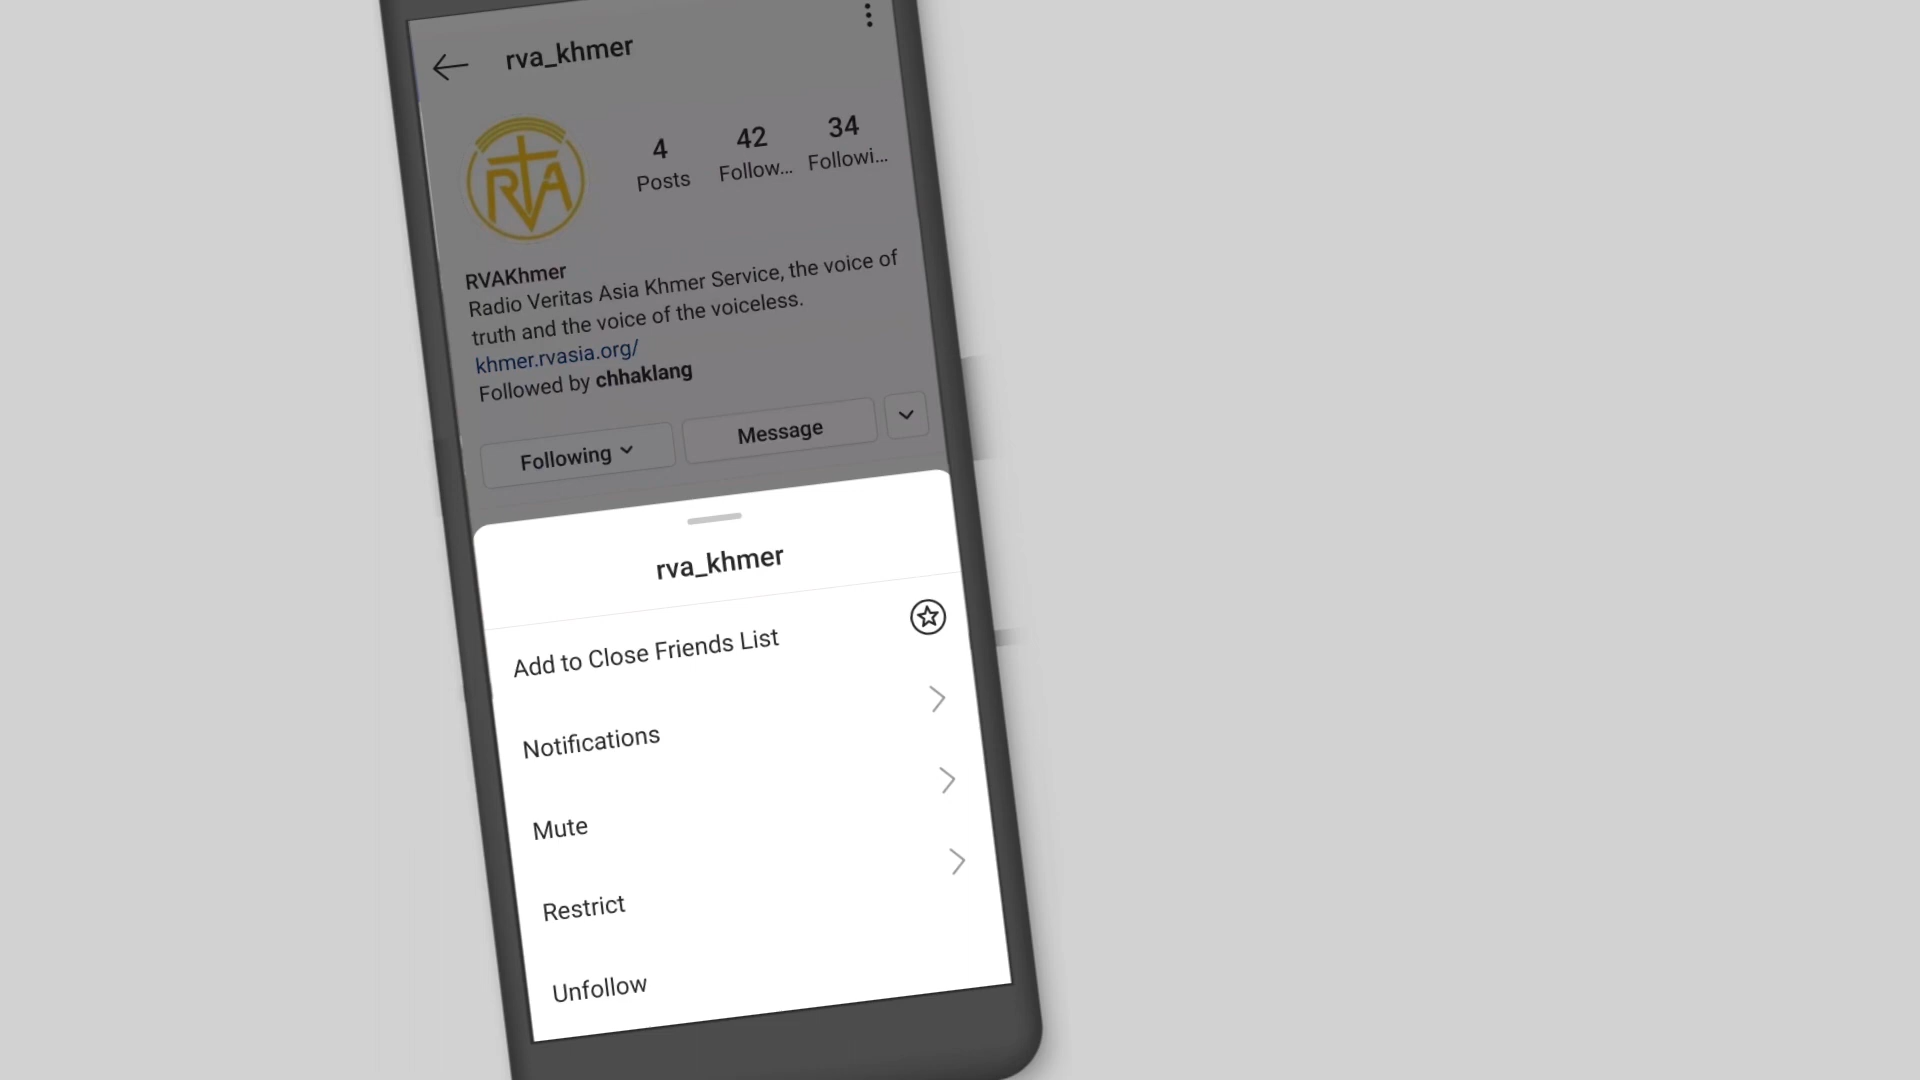 rva_khmer
RVA
4
Posts
42
Follow...
34
Followi...
RVAKhmer
Radio Veritas Asia Khmer Service, the voice of
truth and the voice of the voiceless.
khmer.rvasia.org/
Followed by chhaklang
Following
Message
rva_khmer
Add to Close Friends List
Notifications
Mute
Restrict
Unfollow